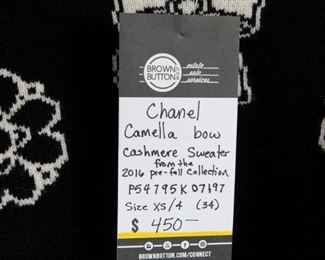 BROWN
BUTTON
estate
sale
services
Chanel
Camella bow
Cashmere Sweater
from the
2016 pre-fall Collection
P54795K07197
Size XS/4 (34)
$ 450—
BROWNBUTTON.COM/CONNECT